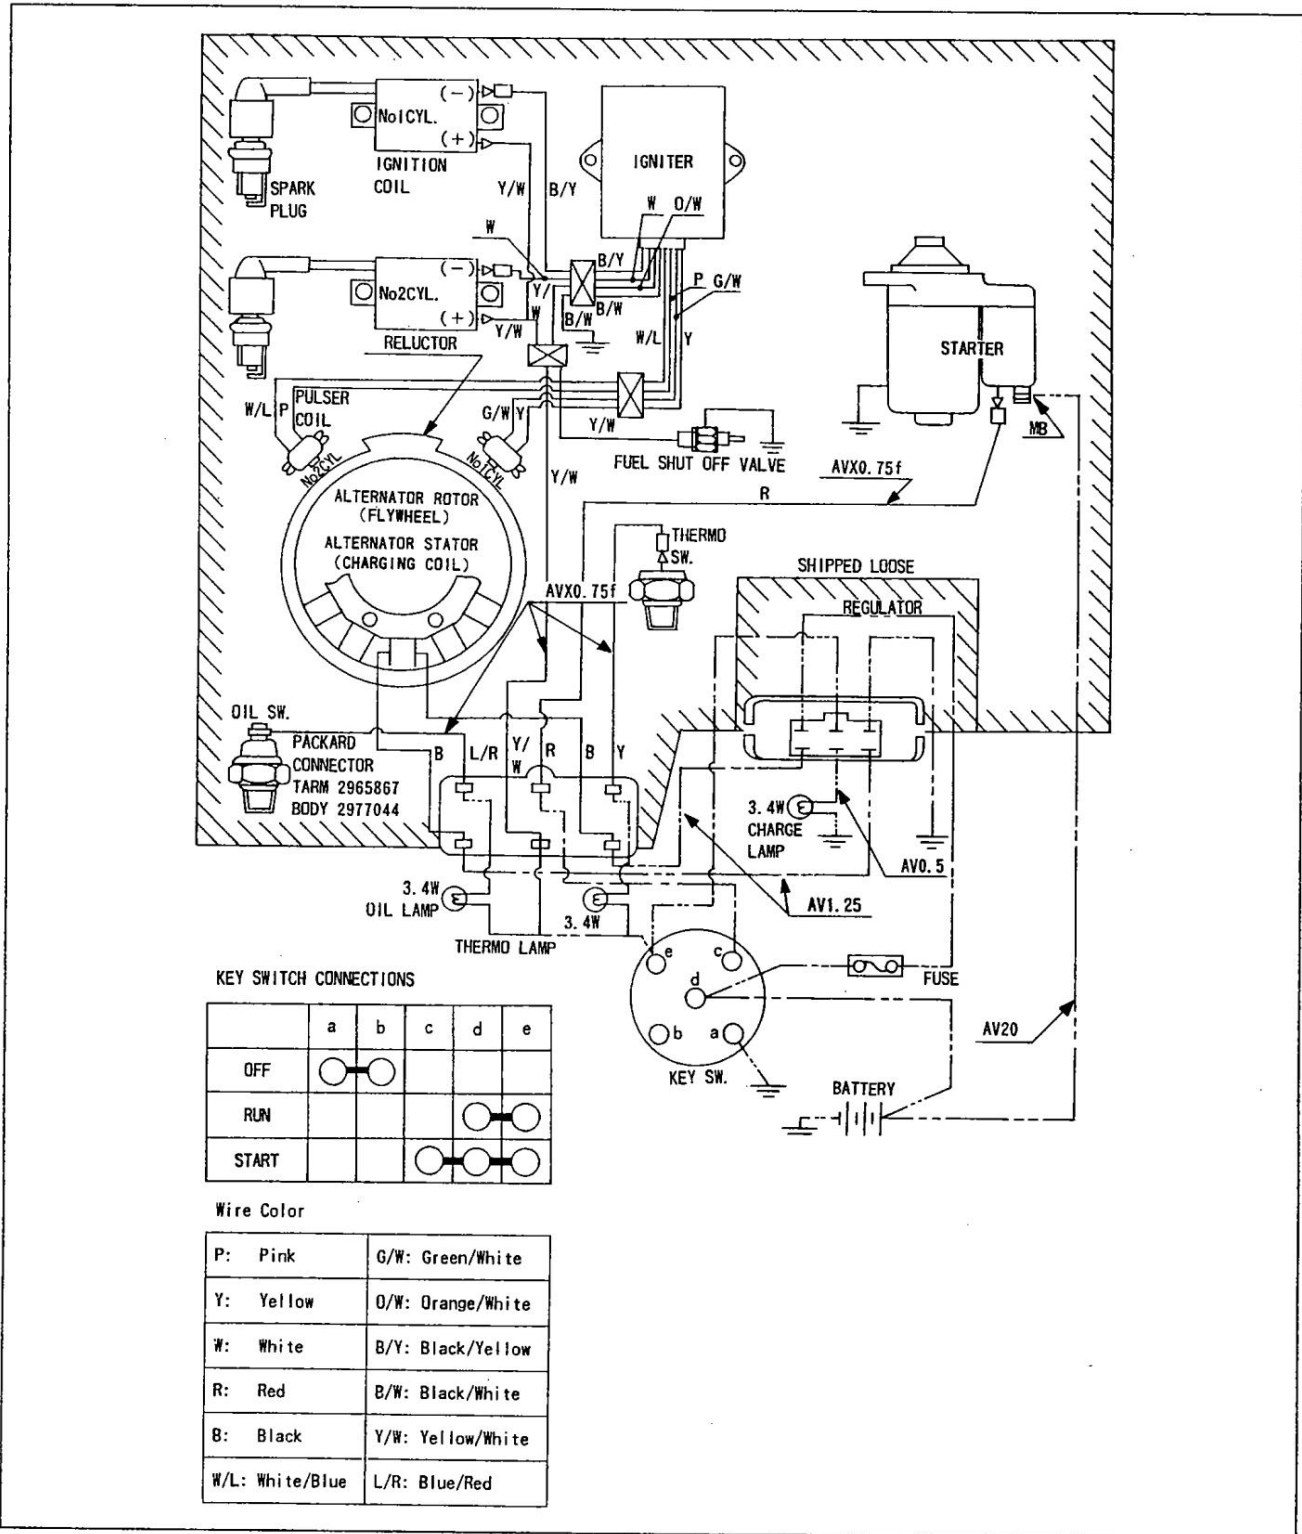 (-)
No1CYL.
(+)
IGNITION
COIL
SPARK
PLUG
IGNITER
Y/W
B/Y
W
O/W
W
(-)
No2CYL.
(+)
B/Y
P
G/W
Y/
W
B/W
B/W
Y/W
W/L
Y
RELUCTOR
STARTER
MB
W/L
P
PULSER
COIL
G/W
Y
Y/W
No2CYL
No1CYL
FUEL SHUT OFF VALVE
AVX0.75f
R
Y/W
ALTERNATOR ROTOR
(FLYWHEEL)
ALTERNATOR STATOR
(CHARGING COIL)
THERMO
SW.
AVX0.75f
SHIPPED LOOSE
REGULATOR
OIL SW.
PACKARD
CONNECTOR
TARM 2965867
BODY 2977044
B
L/R
Y/
W
R
B
Y
3.4W
CHARGE
LAMP
AV0.5
AV1.25
3.4W
OIL LAMP
3.4W
THERMO LAMP
e
c
d
b
a
KEY SW.
FUSE
AV20
BATTERY
KEY SWITCH CONNECTIONS
a b c d e
OFF
RUN
START
Wire Color
P: Pink G/W: Green/White
Y: Yellow O/W: Orange/White
W: White B/Y: Black/Yellow
R: Red B/W: Black/White
B: Black Y/W: Yellow/White
W/L: White/Blue L/R: Blue/Red